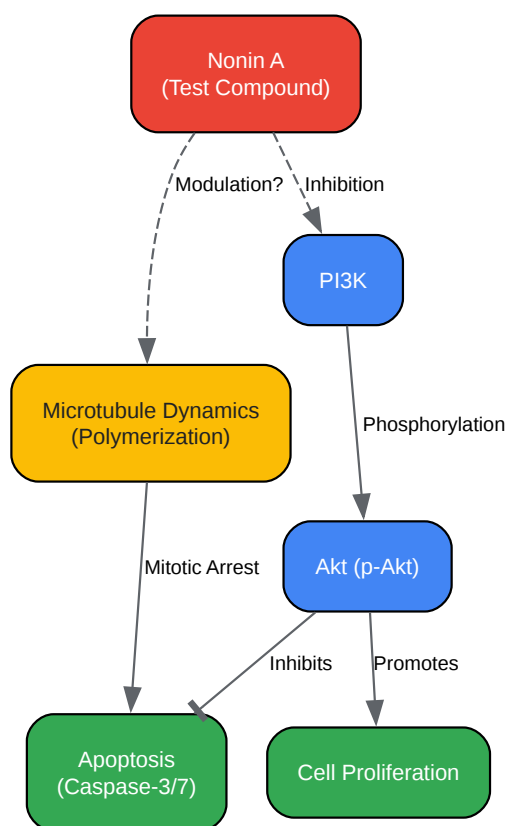 Nonin A
(Test Compound)
Modulation?
Inhibition
PI3K
Microtubule Dynamics
(Polymerization)
Phosphorylation
Akt (p-Akt)
Mitotic Arrest
Inhibits
Promotes
Apoptosis
(Caspase-3/7)
Cell Proliferation